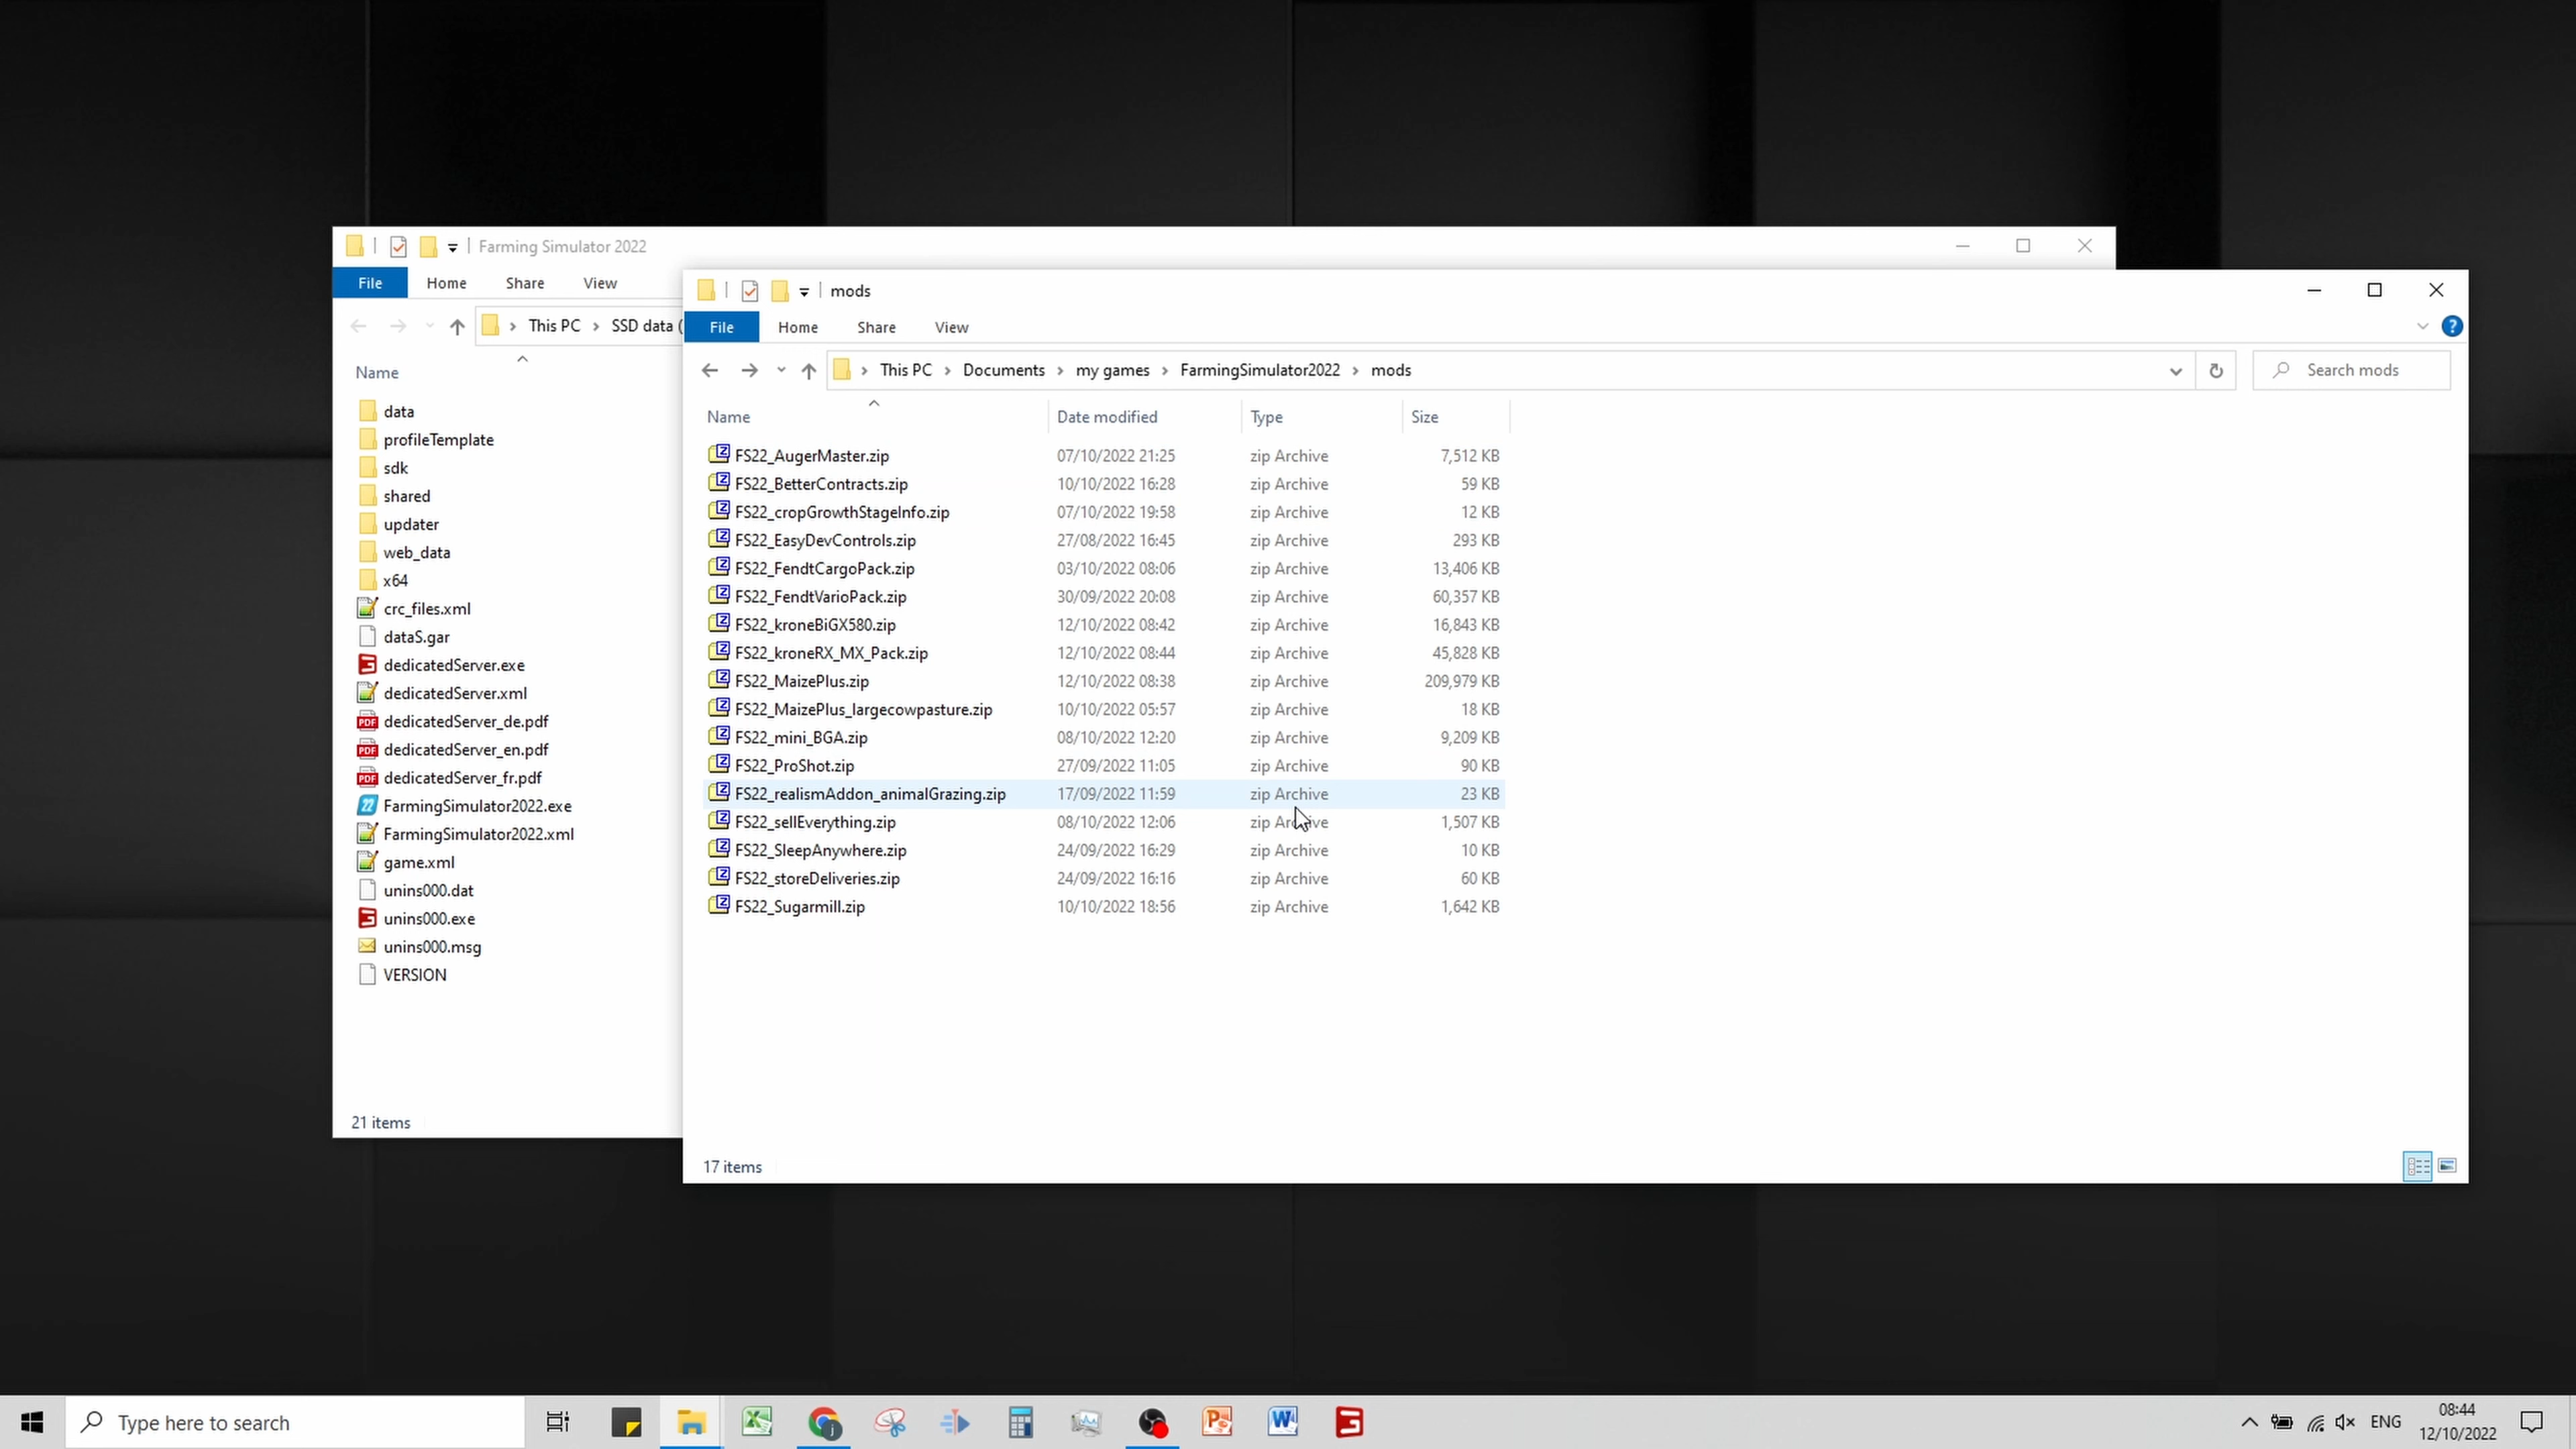 Farming Simulator 2022
File Home Share View
This PC SSD data (
Name
data
profileTemplate
sdk
shared
updater
web_data
x64
crc_files.xml
dataS.gar
dedicatedServer.exe
dedicatedServer.xml
dedicatedServer_de.pdf
dedicatedServer_en.pdf
dedicatedServer_fr.pdf
FarmingSimulator2022.exe
FarmingSimulator2022.xml
game.xml
unins000.dat
unins000.exe
unins000.msg
VERSION
21 items
mods
File Home Share View
This PC Documents my games FarmingSimulator2022 mods Search mods
Name Date modified Type Size
FS22_AugerMaster.zip 07/10/2022 21:25 zip Archive 7,512 KB
FS22_BetterContracts.zip 10/10/2022 16:28 zip Archive 59 KB
FS22_cropGrowthStageInfo.zip 07/10/2022 19:58 zip Archive 12 KB
FS22_EasyDevControls.zip 27/08/2022 16:45 zip Archive 293 KB
FS22_FendtCargoPack.zip 03/10/2022 08:06 zip Archive 13,406 KB
FS22_FendtVarioPack.zip 30/09/2022 20:08 zip Archive 60,357 KB
FS22_kroneBiGX580.zip 12/10/2022 08:42 zip Archive 16,843 KB
FS22_kroneRX_MX_Pack.zip 12/10/2022 08:44 zip Archive 45,828 KB
FS22_MaizePlus.zip 12/10/2022 08:38 zip Archive 209,979 KB
FS22_MaizePlus_largecowpasture.zip 10/10/2022 05:57 zip Archive 18 KB
FS22_mini_BGA.zip 08/10/2022 12:20 zip Archive 9,209 KB
FS22_ProShot.zip 27/09/2022 11:05 zip Archive 90 KB
FS22_realismAddon_animalGrazing.zip 17/09/2022 11:59 zip Archive 23 KB
FS22_sellEverything.zip 08/10/2022 12:06 zip Archive 1,507 KB
FS22_SleepAnywhere.zip 24/09/2022 16:29 zip Archive 10 KB
FS22_storeDeliveries.zip 24/09/2022 16:16 zip Archive 60 KB
FS22_Sugarmill.zip 10/10/2022 18:56 zip Archive 1,642 KB
17 items
Type here to search
ENG
08:44
12/10/2022